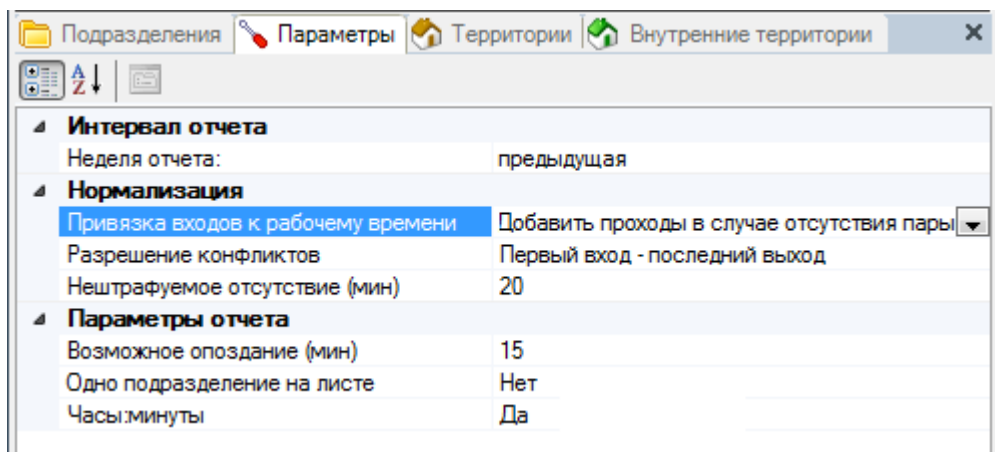 Подразделения Параметры Территории Внутренние территории
Интервал отчета
Неделя отчета: предыдущая
Нормализация
Привязка входов к рабочему времени Добавить проходы в случае отсутствия пары
Разрешение конфликтов Первый вход - последний выход
Нештрафуемое отсутствие (мин) 20
Параметры отчета
Возможное опоздание (мин) 15
Одно подразделение на листе Нет
Часы:минуты Да